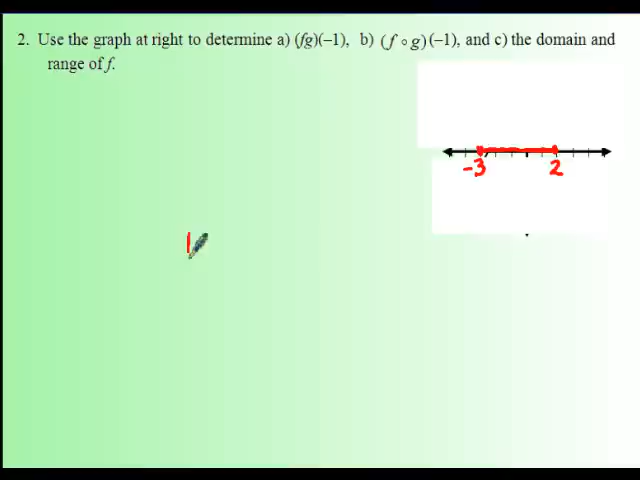 2. Use the graph at right to determine a) (fg)(−1), b) (f ∘ g)(−1), and c) the domain and
range of f.
-3 2